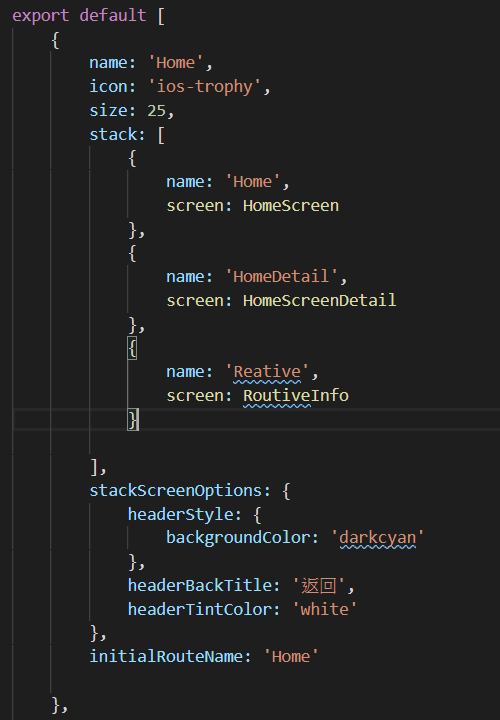 export default [
{
name: 'Home',
icon: 'ios-trophy',
size: 25,
stack: [
{
name: 'Home',
screen: HomeScreen
},
{
name: 'HomeDetail',
screen: HomeScreenDetail
},
{
name: 'Reative',
screen: RoutiveInfo
}
],
stackScreenOptions: {
headerStyle: {
backgroundColor: 'darkcyan'
},
headerBackTitle: '返回',
headerTintColor: 'white'
},
initialRouteName: 'Home'
},